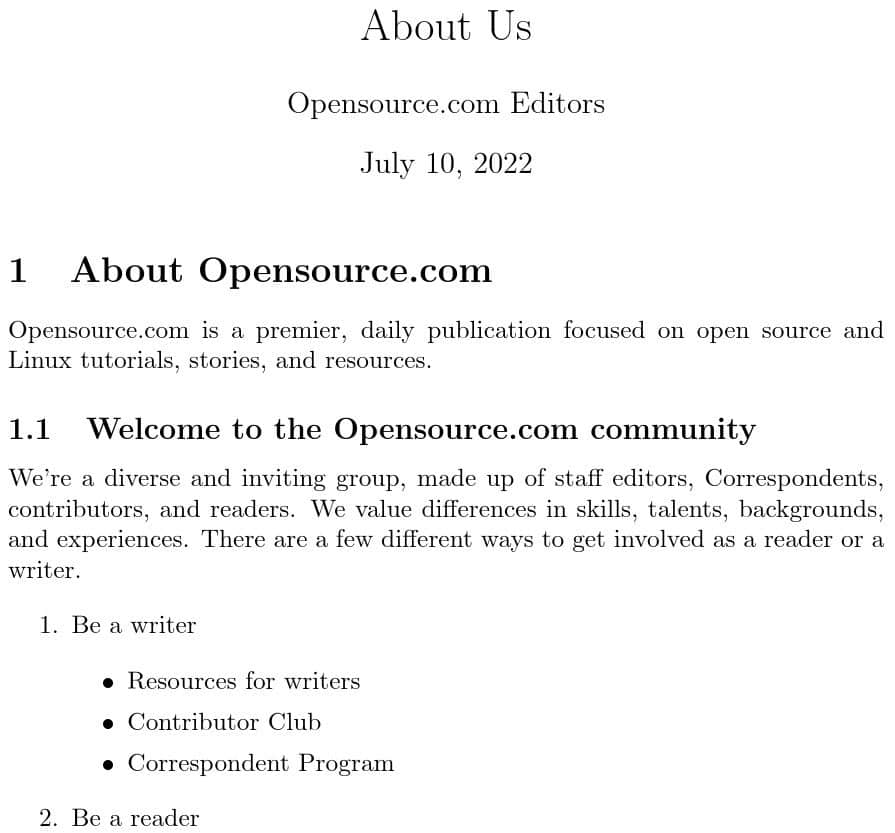 About Us
Opensource.com Editors
July 10, 2022
1 About Opensource.com
Opensource.com is a premier, daily publication focused on open source and
Linux tutorials, stories, and resources.
1.1 Welcome to the Opensource.com community
We're a diverse and inviting group, made up of staff editors, Correspondents,
contributors, and readers. We value differences in skills, talents, backgrounds,
and experiences. There are a few different ways to get involved as a reader or a
writer.
1. Be a writer
• Resources for writers
• Contributor Club
• Correspondent Program
2. Be a reader